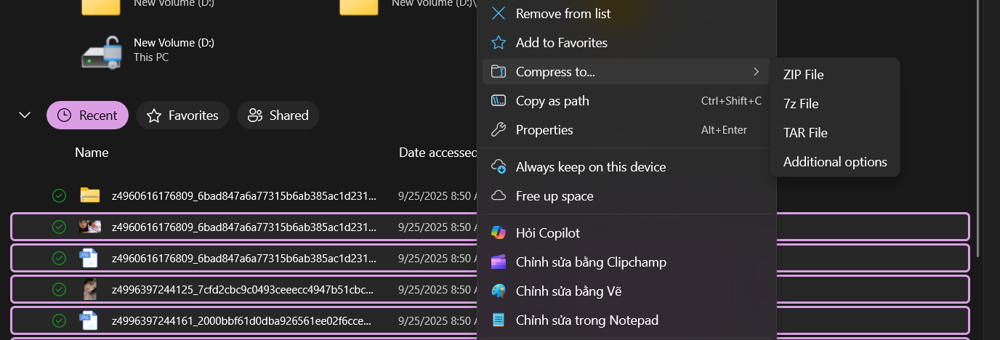 New Volume (D:)
New Volume (D:)\
New Volume (D:)
This PC
Recent
Favorites
Shared
Name
Date accessed
z4960616176809_6bad847a6a77315b6ab385ac1d231...
9/25/2025 8:50 A
z4960616176809_6bad847a6a77315b6ab385ac1d231...
9/25/2025 8:50
z4960616176809_6bad847a6a77315b6ab385ac1d231...
9/25/2025 8:50
z4996397244125_7cfd2cbc9c0493ceeecc4947b51cbc...
9/25/2025 8:50
z4996397244161_2000bbf61d0dba926561ee02f6cce...
9/25/2025 8:50
Remove from list
Add to Favorites
Compress to...
Copy as path
Ctrl+Shift+C
Properties
Alt+Enter
Always keep on this device
Free up space
Hỏi Copilot
Chỉnh sửa bằng Clipchamp
Chỉnh sửa bằng Vẽ
Chỉnh sửa trong Notepad
ZIP File
7z File
TAR File
Additional options